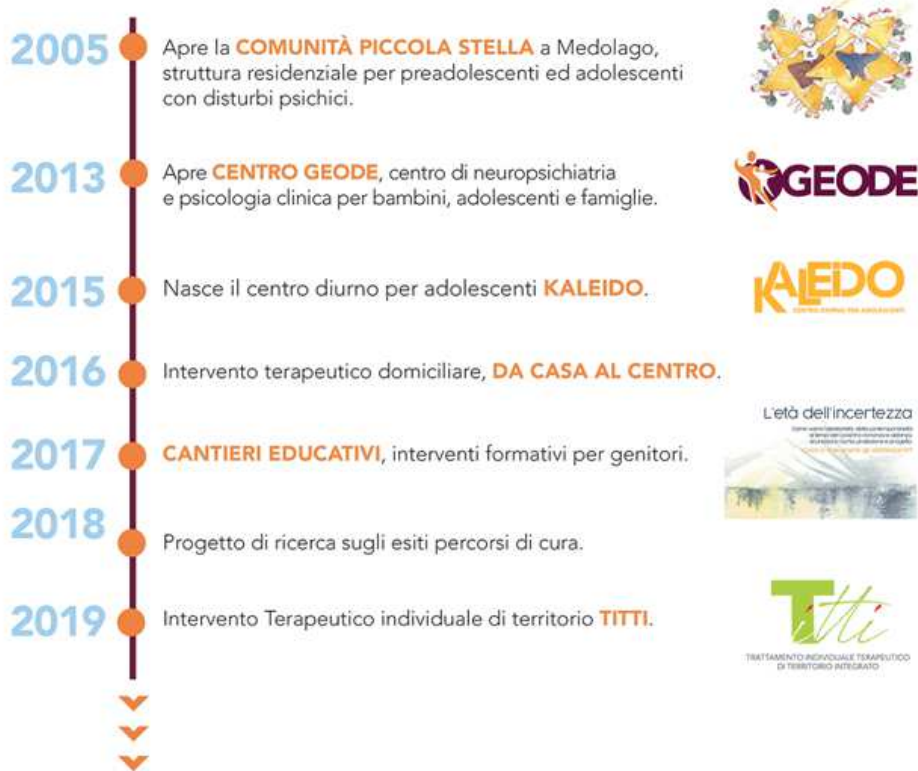 2005
Apre la COMUNITÀ PICCOLA STELLA a Medolago,
struttura residenziale per preadolescenti ed adolescenti
con disturbi psichici.
2013
Apre CENTRO GEODE, centro di neuropsichiatria
e psicologia clinica per bambini, adolescenti e famiglie.
GEODE
2015
Nasce il centro diurno per adolescenti KALEIDO.
KALEIDO
CENTRO DIURNO PER ADOLESCENTI
2016
Intervento terapeutico domiciliare, DA CASA AL CENTRO.
L'età dell'incertezza
2017
CANTIERI EDUCATIVI, interventi formativi per genitori.
2018
Progetto di ricerca sugli esiti percorsi di cura.
2019
Intervento Terapeutico individuale di territorio TITTI.
Titti
TRATTAMENTO INDIVIDUALE TERAPEUTICO
DI TERRITORIO INTEGRATO